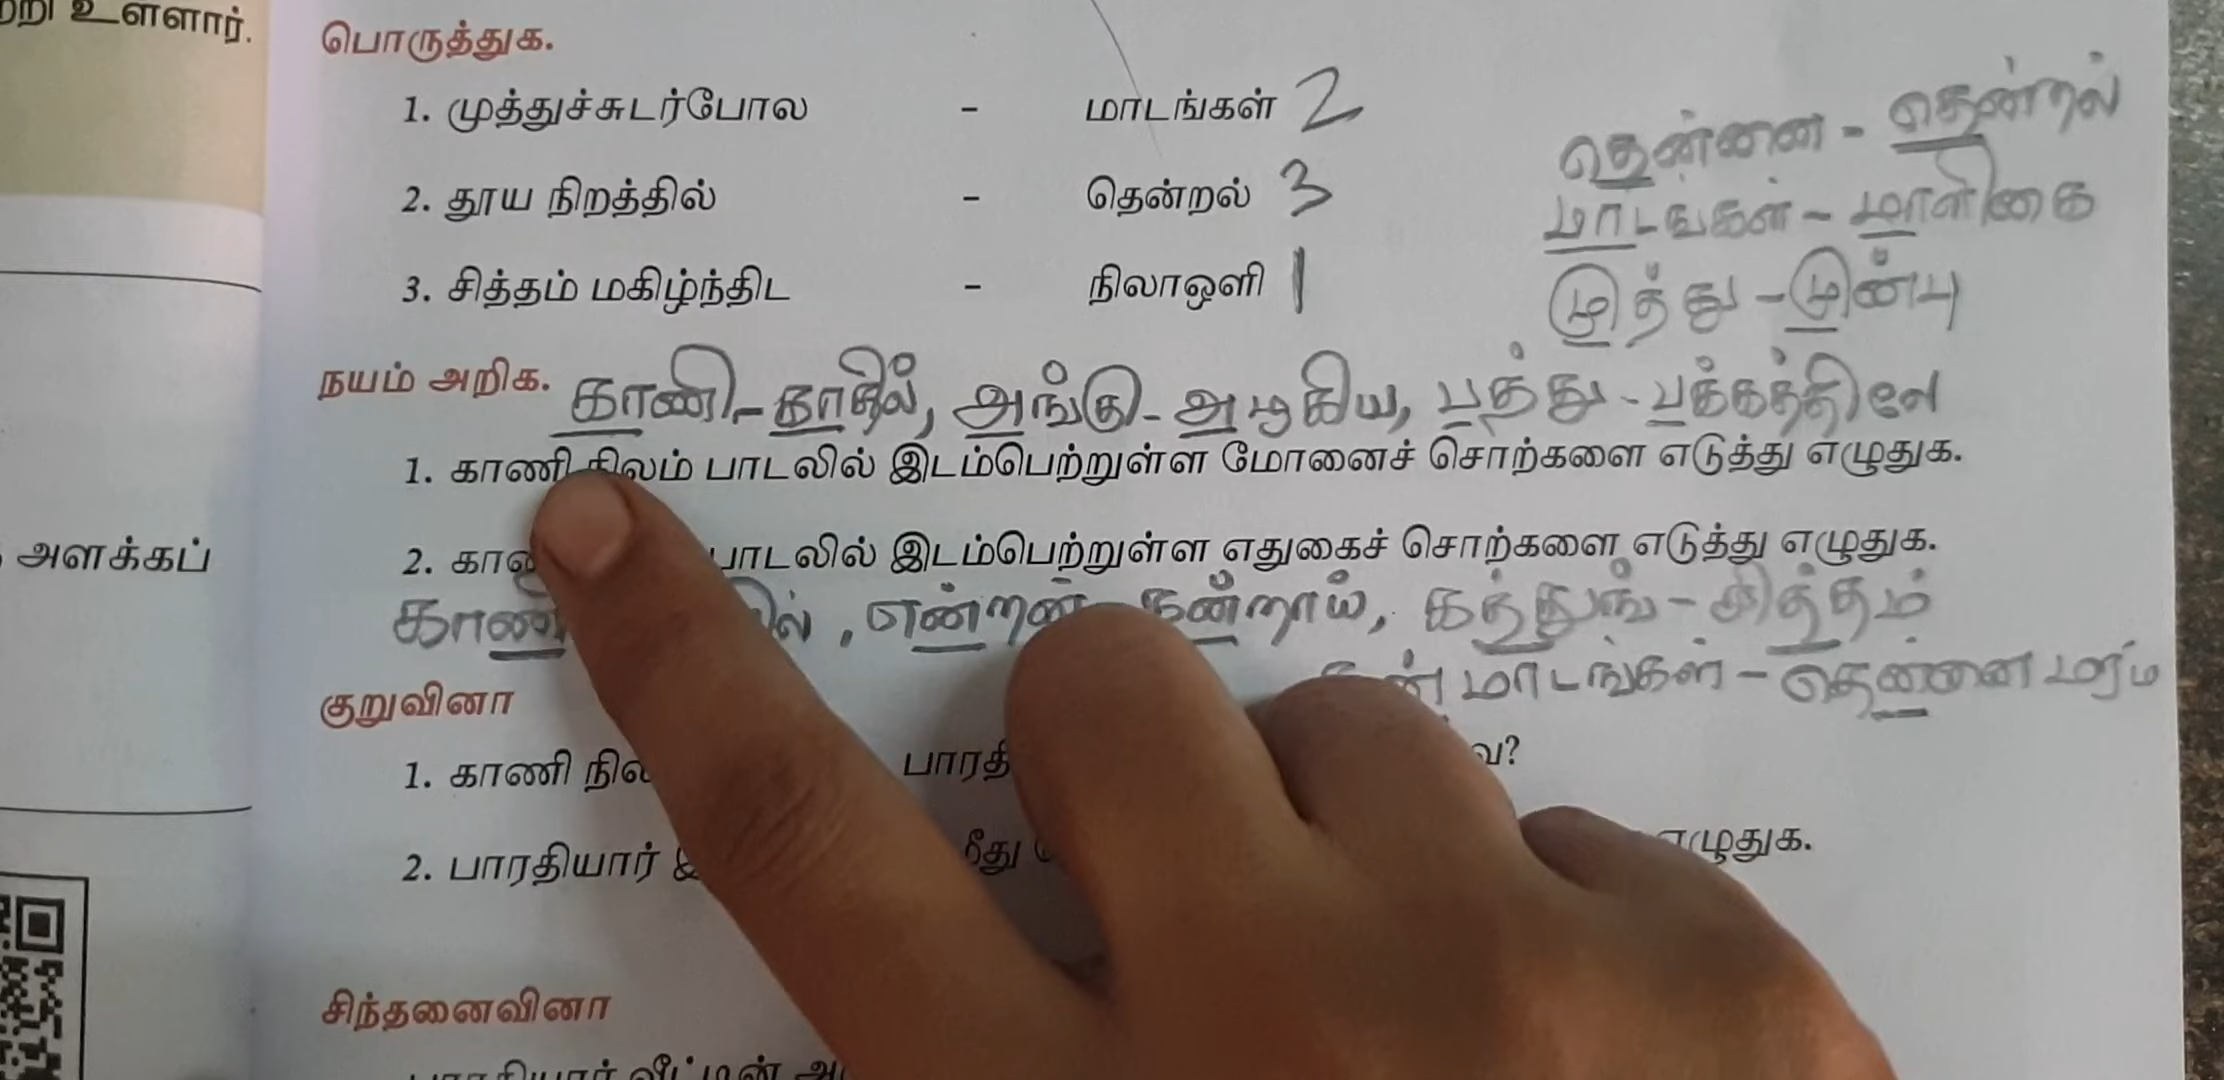 உள்ளார்.
பொருத்துக.
1. முத்துச்சுடர்போல - மாடங்கள் 2
2. தூய நிறத்தில் - தென்றல் 3
3. சித்தம் மகிழ்ந்திட - நிலாஒளி 1
தென்னை - தென்றல்
மாடங்கள் - மாளிகை
முத்து - முன்பு
நயம் அறிக.
காணி - காதில், அங்கு - அழகிய, பத்து - பக்கத்திலே
1. காணி நிலம் பாடலில் இடம்பெற்றுள்ள மோனைச் சொற்களை எடுத்து எழுதுக.
அளக்கப்
2. பாடலில் இடம்பெற்றுள்ள எதுகைச் சொற்களை எடுத்து எழுதுக.
என்றன் - நன்றாய், கத்துங் - சித்தம்
மாடங்கள் - தென்னை மரம்
குறுவினா
1. காணி
2. பாரதியார் மீது எழுதுக.
சிந்தனைவினா
பாரதியார் வீட்டின்